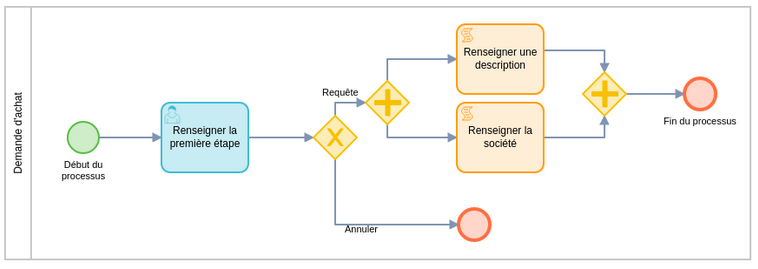 Demande d'achat
Début du
processus
Renseigner la
première étape
Requête
Annuler
Renseigner une
description
Renseigner la
société
Fin du processus